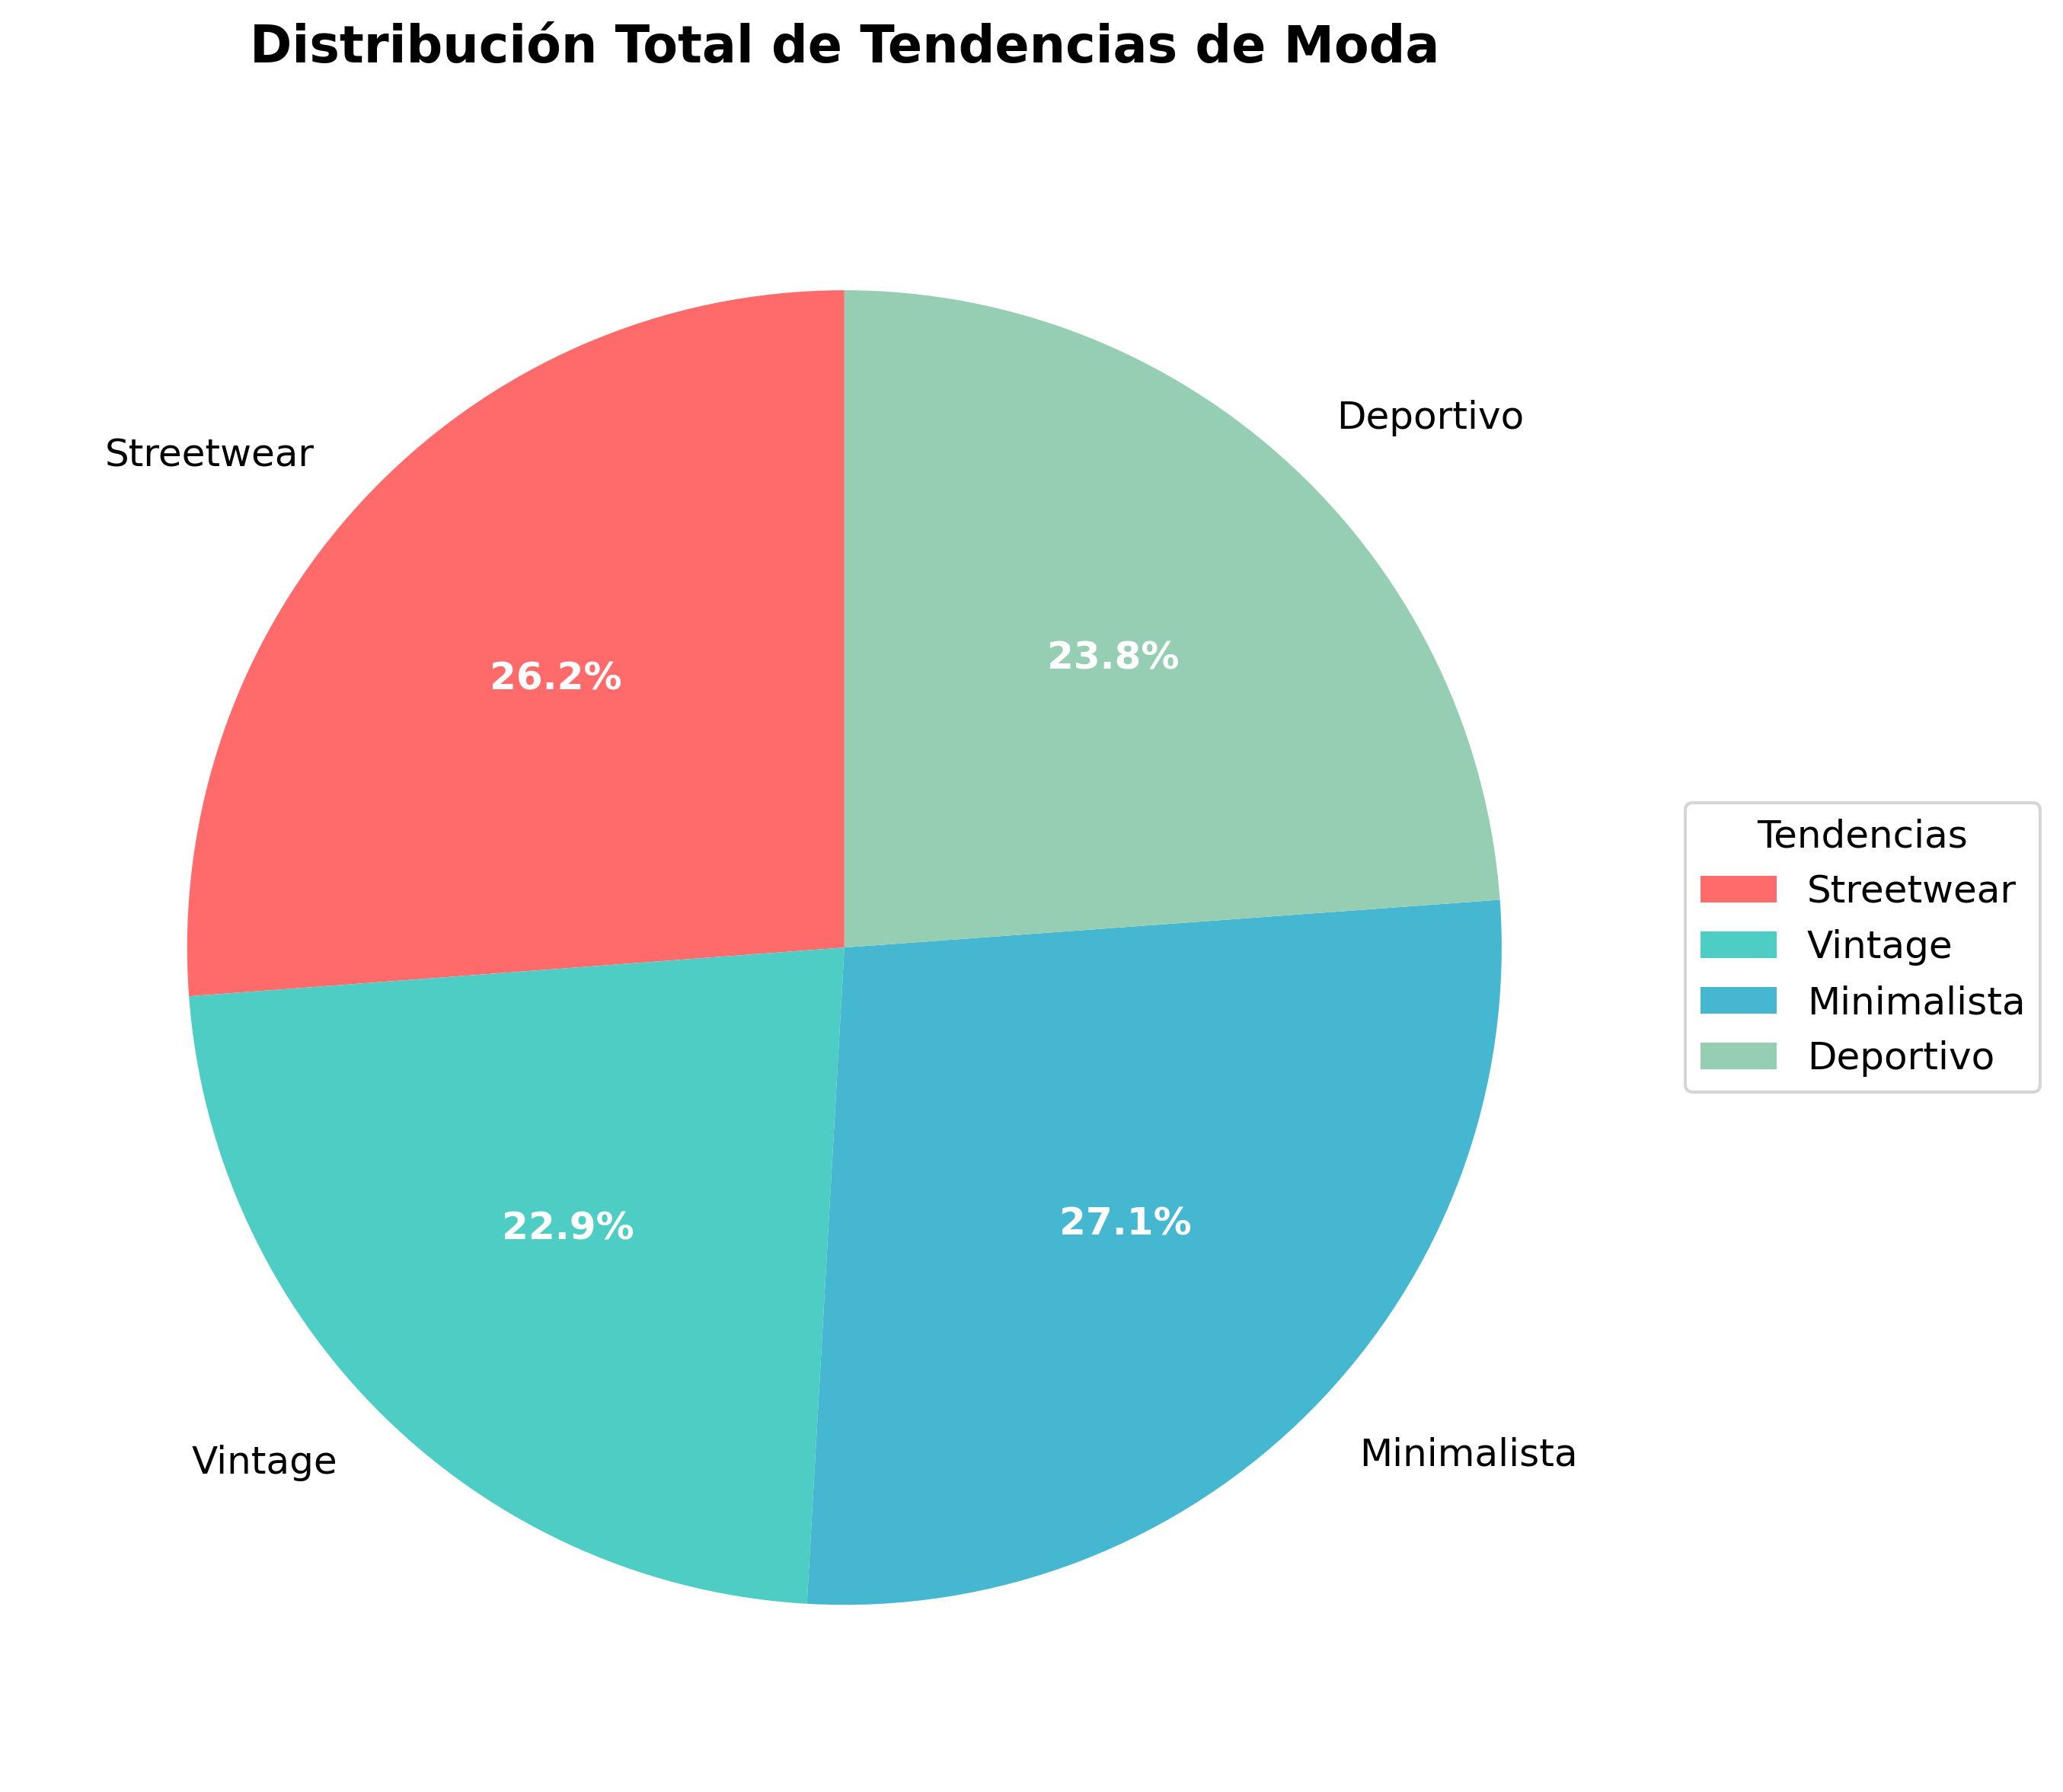 Distribución Total de Tendencias de Moda
Deportivo
Streetwear
23.8%
26.2%
Tendencias
Streetwear
Vintage
Minimalista
Deportivo
27.1%
22.9%
Minimalista
Vintage